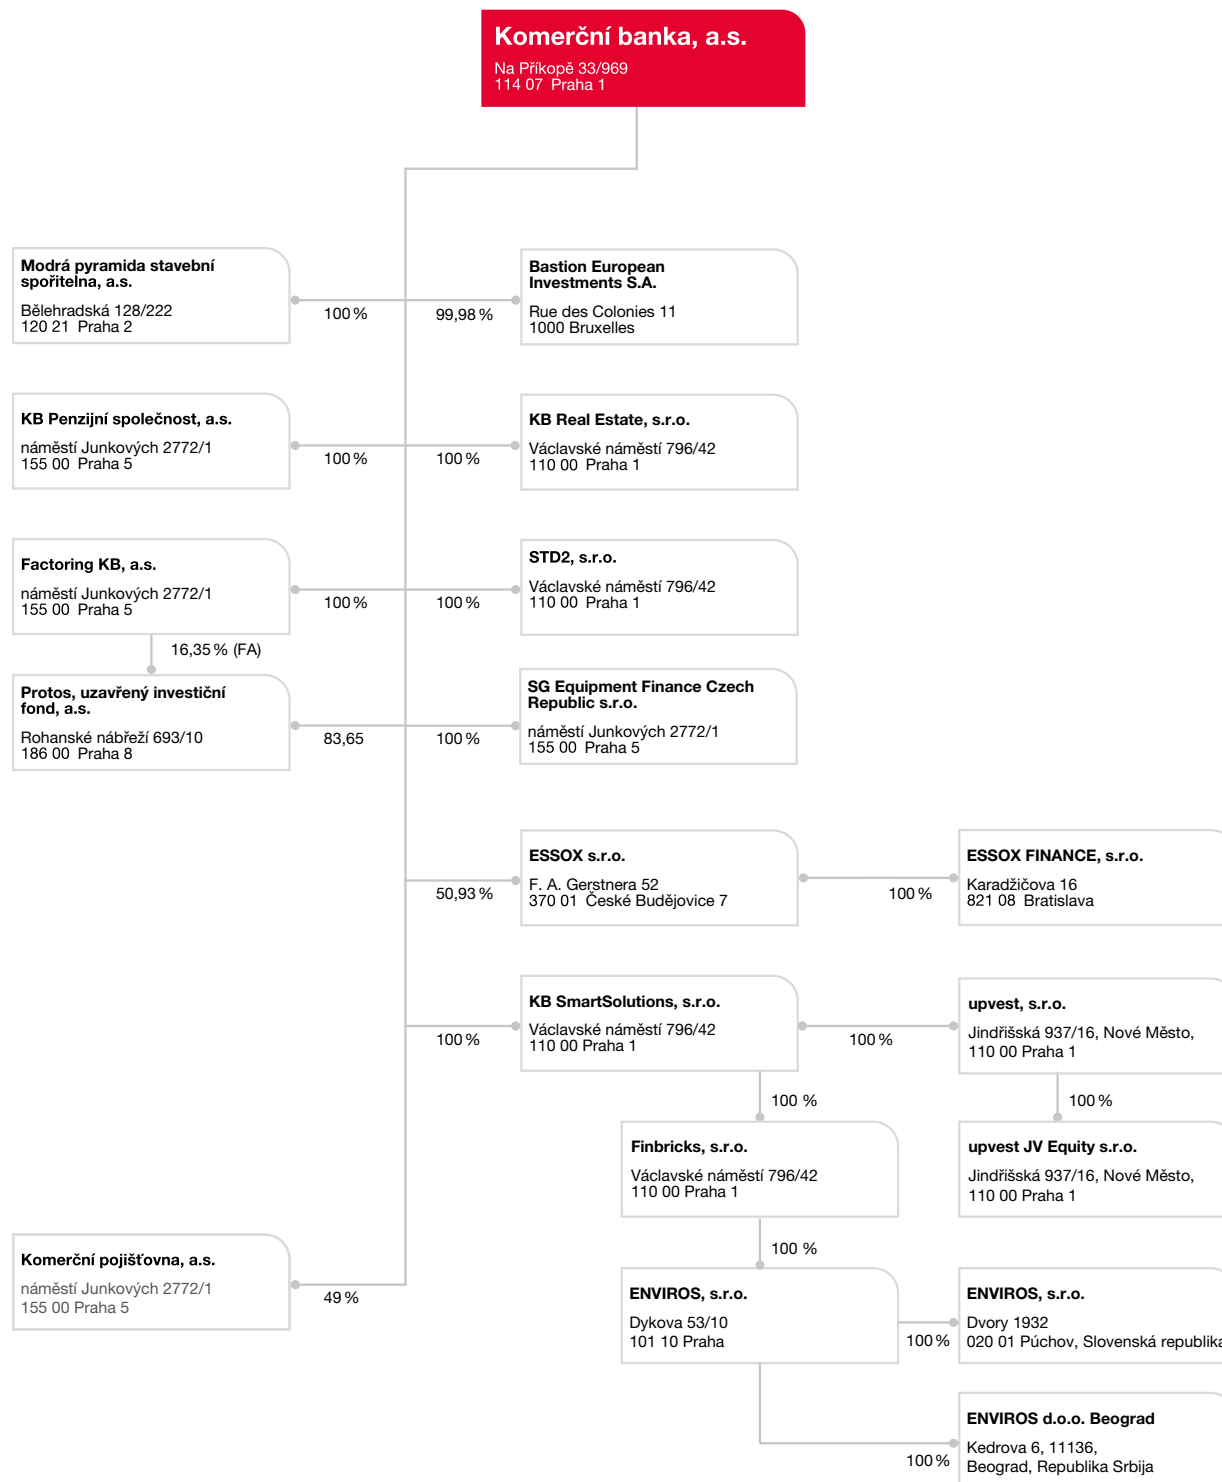 Komerční banka, a.s.
Na Příkopě 33/969
114 07 Praha 1
Modrá pyramida stavební
spořitelna, a.s.
Bělehradská 128/222
120 21 Praha 2
100 %
99,98 %
Bastion European
Investments S.A.
Rue des Colonies 11
1000 Bruxelles
KB Penzijní společnost, a.s.
náměstí Junkových 2772/1
155 00 Praha 5
100 %
100 %
KB Real Estate, s.r.o.
Václavské náměstí 796/42
110 00 Praha 1
Factoring KB, a.s.
náměstí Junkových 2772/1
155 00 Praha 5
100 %
100 %
STD2, s.r.o.
Václavské náměstí 796/42
110 00 Praha 1
16,35 % (FA)
Protos, uzavřený investiční
fond, a.s.
Rohanské nábřeží 693/10
186 00 Praha 8
83,65
100 %
SG Equipment Finance Czech
Republic s.r.o.
náměstí Junkových 2772/1
155 00 Praha 5
50,93 %
ESSOX s.r.o.
F. A. Gerstnera 52
370 01 České Budějovice 7
100 %
ESSOX FINANCE, s.r.o.
Karadžičova 16
821 08 Bratislava
100 %
KB SmartSolutions, s.r.o.
Václavské náměstí 796/42
110 00 Praha 1
100 %
upvest, s.r.o.
Jindřišská 937/16, Nové Město,
110 00 Praha 1
100 %
100 %
Finbricks, s.r.o.
Václavské náměstí 796/42
110 00 Praha 1
upvest JV Equity s.r.o.
Jindřišská 937/16, Nové Město,
110 00 Praha 1
100 %
Komerční pojišťovna, a.s.
náměstí Junkových 2772/1
155 00 Praha 5
49 %
ENVIROS, s.r.o.
Dykova 53/10
101 10 Praha
100 %
ENVIROS, s.r.o.
Dvory 1932
020 01 Púchov, Slovenská republika
100 %
ENVIROS d.o.o. Beograd
Kedrova 6, 11136,
Beograd, Republika Srbija